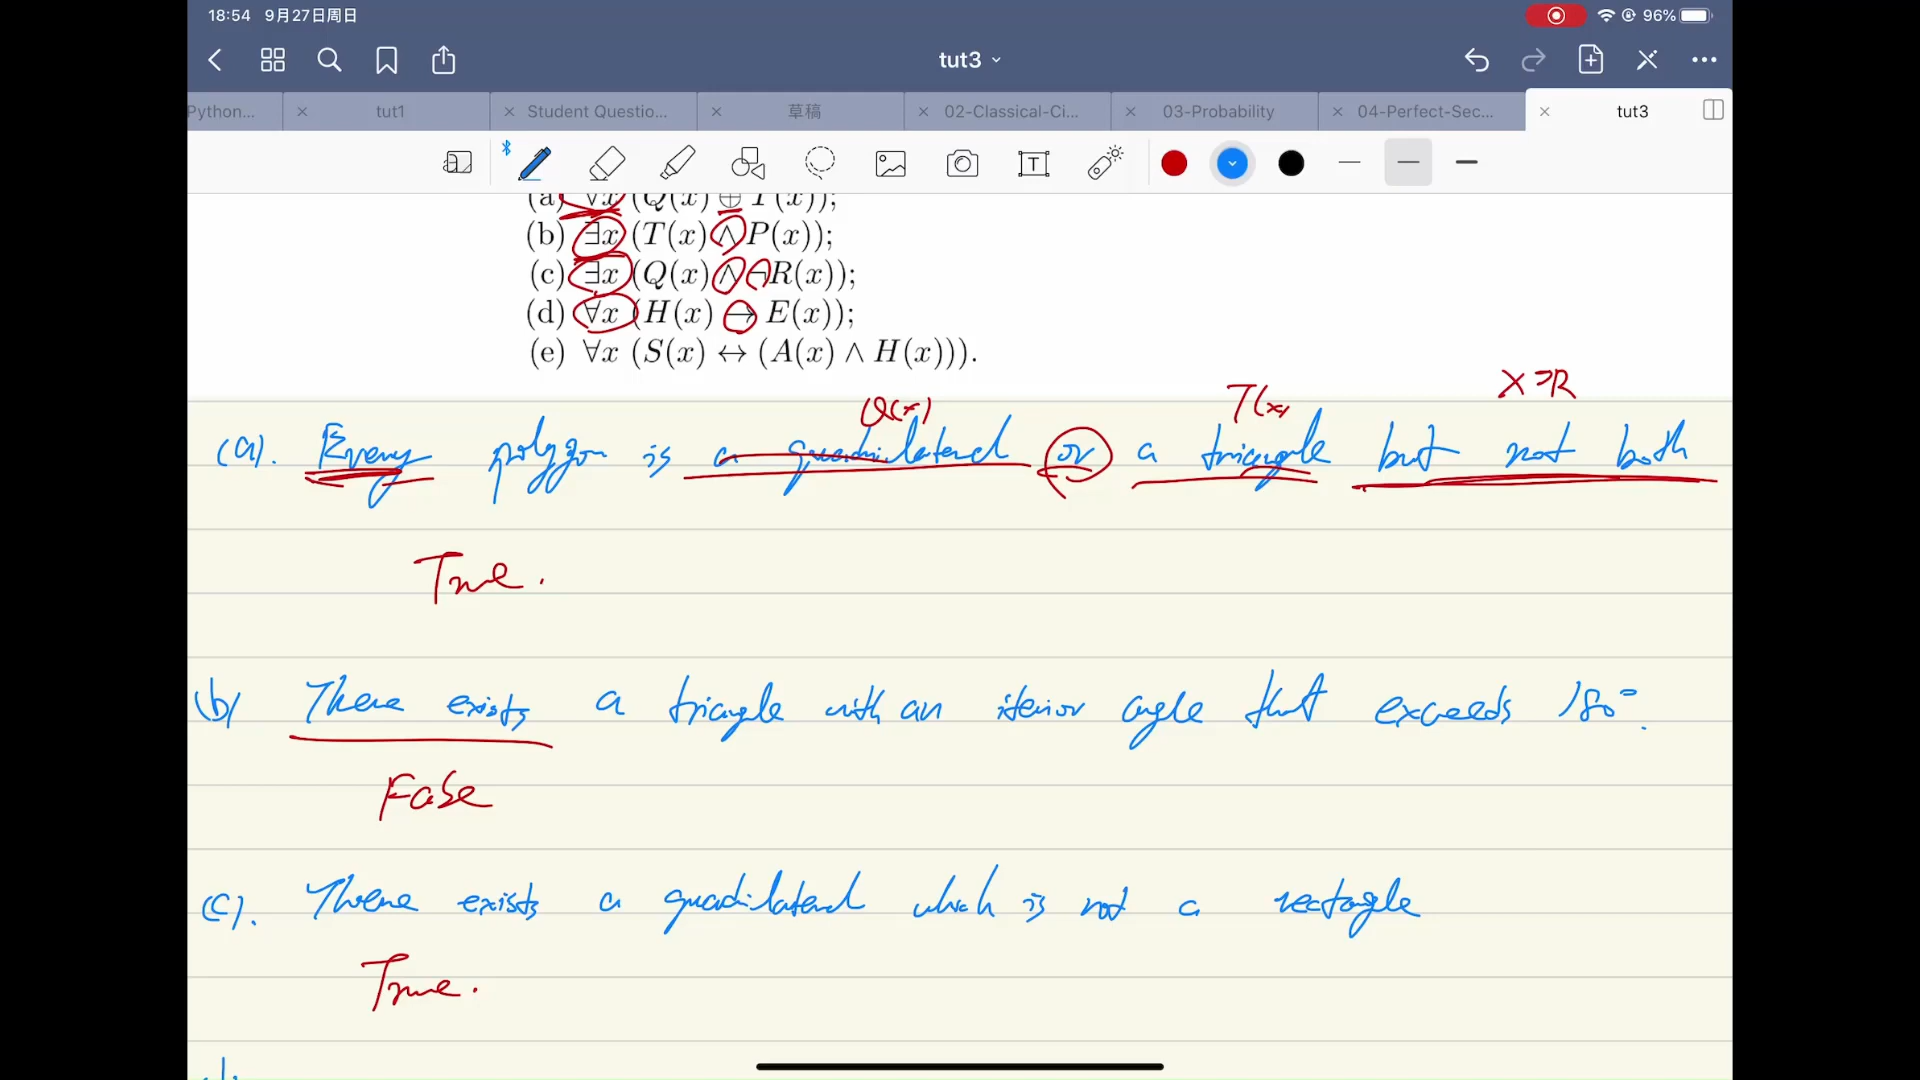 18:54 9月27日周日 96%
tut3
Python... tut1 Student Questio... 草稿 02-Classical-Ci... 03-Probability 04-Perfect-Sec... tut3
(a) ∀x (Q(x) ⊕ T(x));
(b) ∃x (T(x) ∧ P(x));
(c) ∃x (Q(x) ∧ ¬R(x));
(d) ∀x (H(x) → E(x));
(e) ∀x (S(x) ↔ (A(x) ∧ H(x))).
Q(x) T(x)
(a). Every polygon is a quadrilateral or a triangle but not both
True.
(b) There exists a triangle with an iterior angle that exceeds 180°.
False
(c). There exists a quadrilateral which is not a rectangle
True.